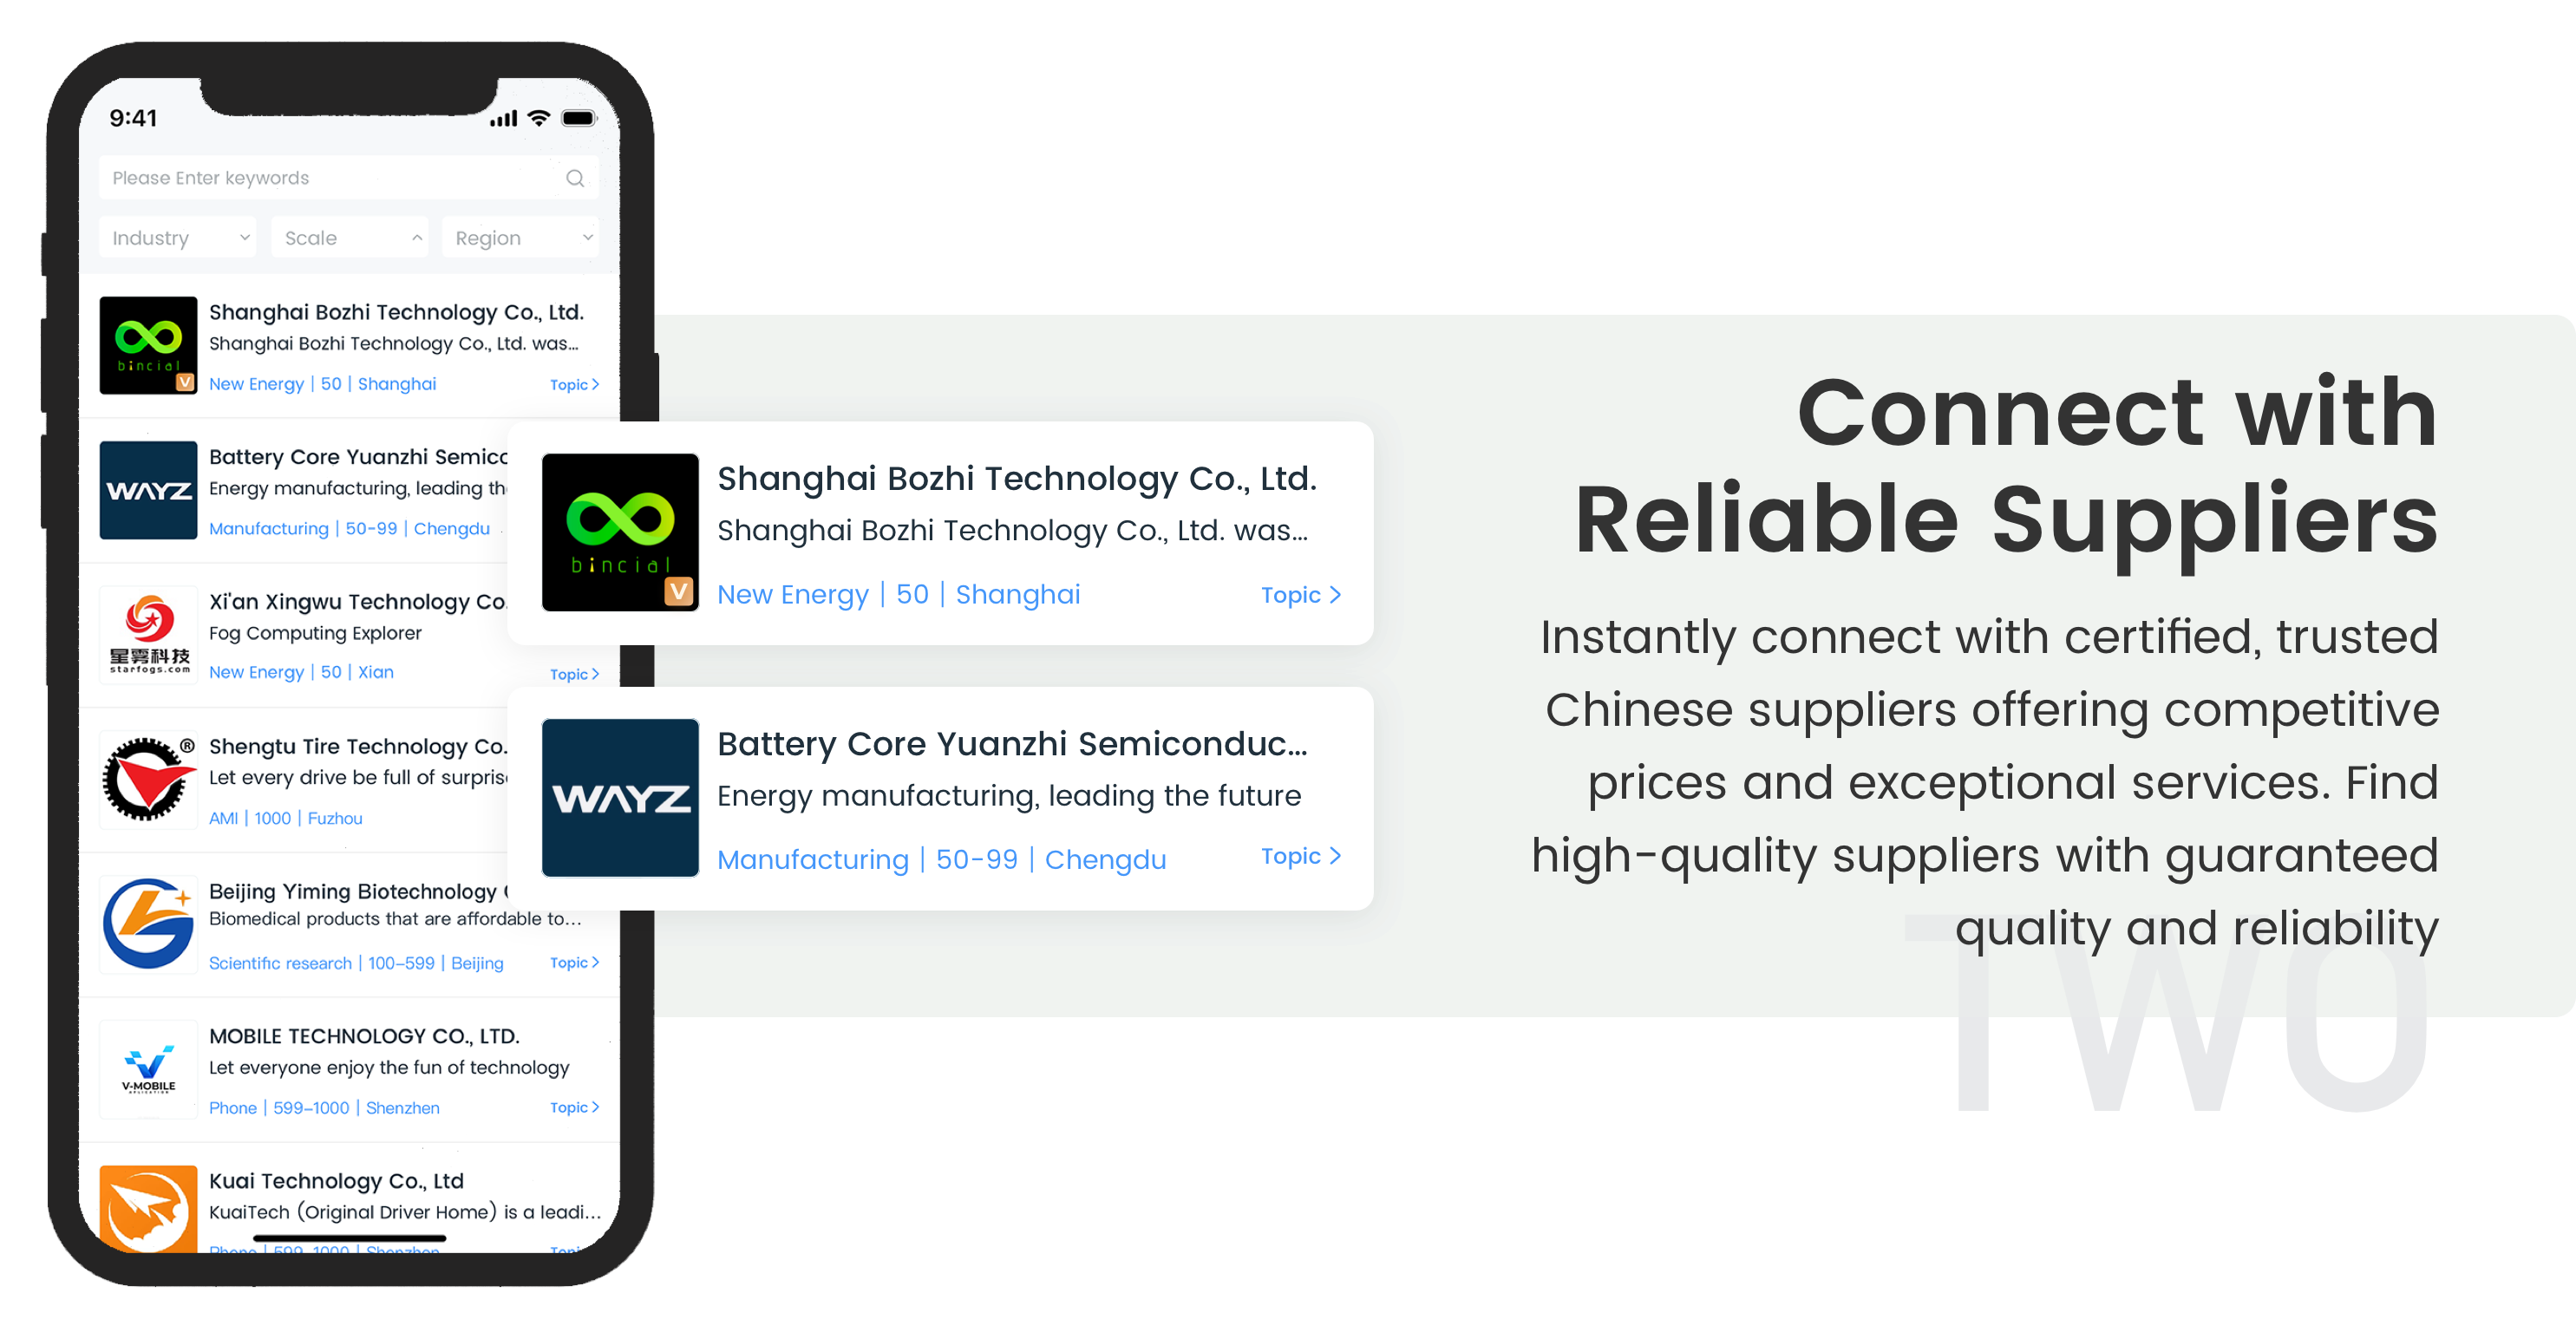 9:41
Please Enter keywords
Industry
Scale
Region
bincial
V
Shanghai Bozhi Technology Co., Ltd.
Shanghai Bozhi Technology Co., Ltd. was...
New Energy | 50 | Shanghai
Topic >
WAYZ
Battery Core Yuanzhi Semic
Energy manufacturing, leading th
Manufacturing | 50-99 | Chengdu
星雾科技
starfogs.com
Xi'an Xingwu Technology Co.
Fog Computing Explorer
New Energy | 50 | Xian
Topic >
®
Shengtu Tire Technology Co.
Let every drive be full of surpris
AMI | 1000 | Fuzhou
Beijing Yiming Biotechnology
Biomedical products that are affordable to...
Scientific research | 100-599 | Beijing
Topic >
V-MOBILE
MOBILE TECHNOLOGY CO., LTD.
Let everyone enjoy the fun of technology
Phone | 599-1000 | Shenzhen
Topic >
Kuai Technology Co., Ltd
KuaiTech (Original Driver Home) is a leadi...
Phone | 599-1000 | Shenzhen
bincial
V
Shanghai Bozhi Technology Co., Ltd.
Shanghai Bozhi Technology Co., Ltd. was...
New Energy | 50 | Shanghai
Topic >
WAYZ
Battery Core Yuanzhi Semiconduc...
Energy manufacturing, leading the future
Manufacturing | 50-99 | Chengdu
Topic >
Connect with
Reliable Suppliers
Instantly connect with certified, trusted
Chinese suppliers offering competitive
prices and exceptional services. Find
high-quality suppliers with guaranteed
quality and reliability
TWO